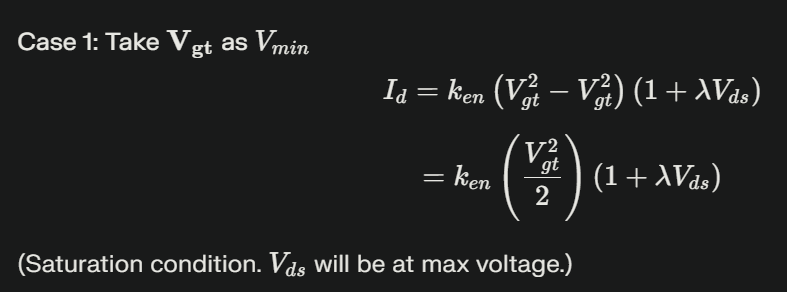 Case 1: Take V_gt as V_min
I_d = k_en (V_gt^2 − V_gt^2) (1 + λV_ds)
= k_en (V_gt^2 / 2) (1 + λV_ds)
(Saturation condition. V_ds will be at max voltage.)